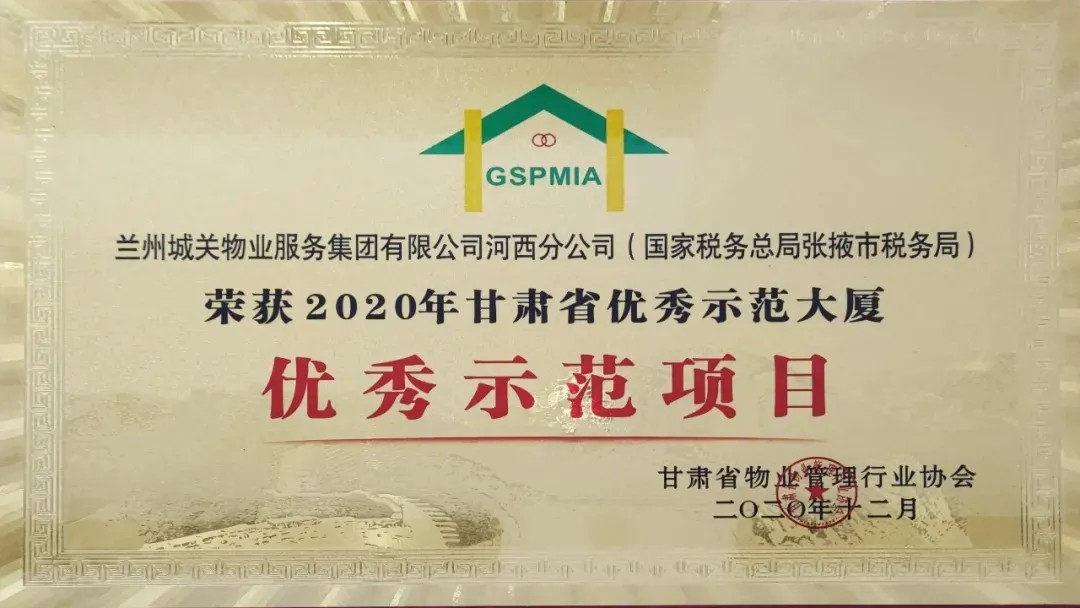 GSPMIA
兰州城关物业服务集团有限公司河西分公司（国家税务总局张掖市税务局）
荣获2020年甘肃省优秀示范大厦
优秀示范项目
甘肃省物业管理行业协会
二〇二〇年十二月